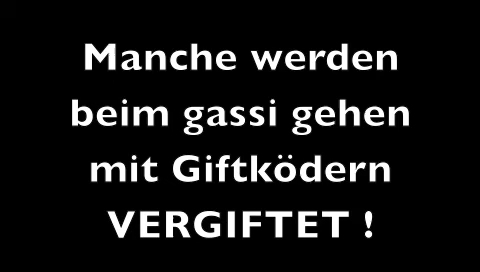 Manche werden
beim gassi gehen
mit Giftködern
VERGIFTET !